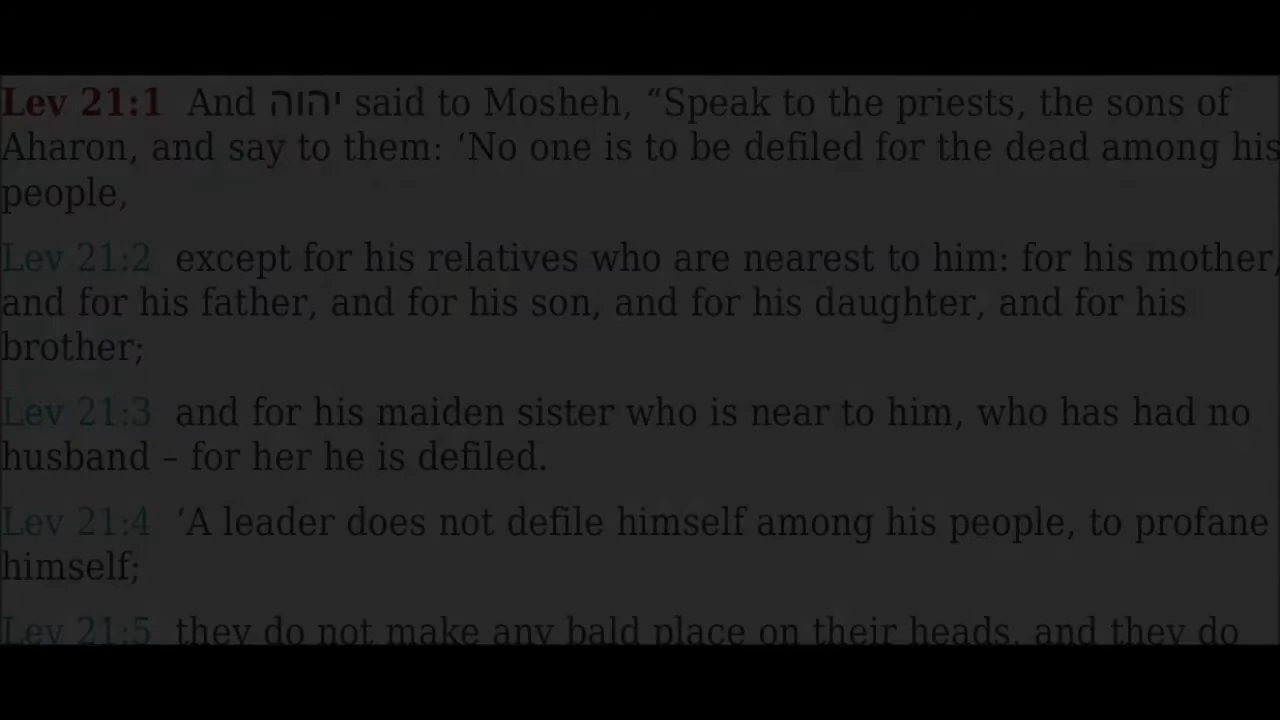 Lev 21:1 And יהוה said to Mosheh, “Speak to the priests, the sons of
Aharon, and say to them: ‘No one is to be defiled for the dead among his
people,
Lev 21:2 except for his relatives who are nearest to him: for his mother,
and for his father, and for his son, and for his daughter, and for his
brother;
Lev 21:3 and for his maiden sister who is near to him, who has had no
husband – for her he is defiled.
Lev 21:4 ‘A leader does not defile himself among his people, to profane
himself;
Lev 21:5 they do not make any bald place on their heads, and they do